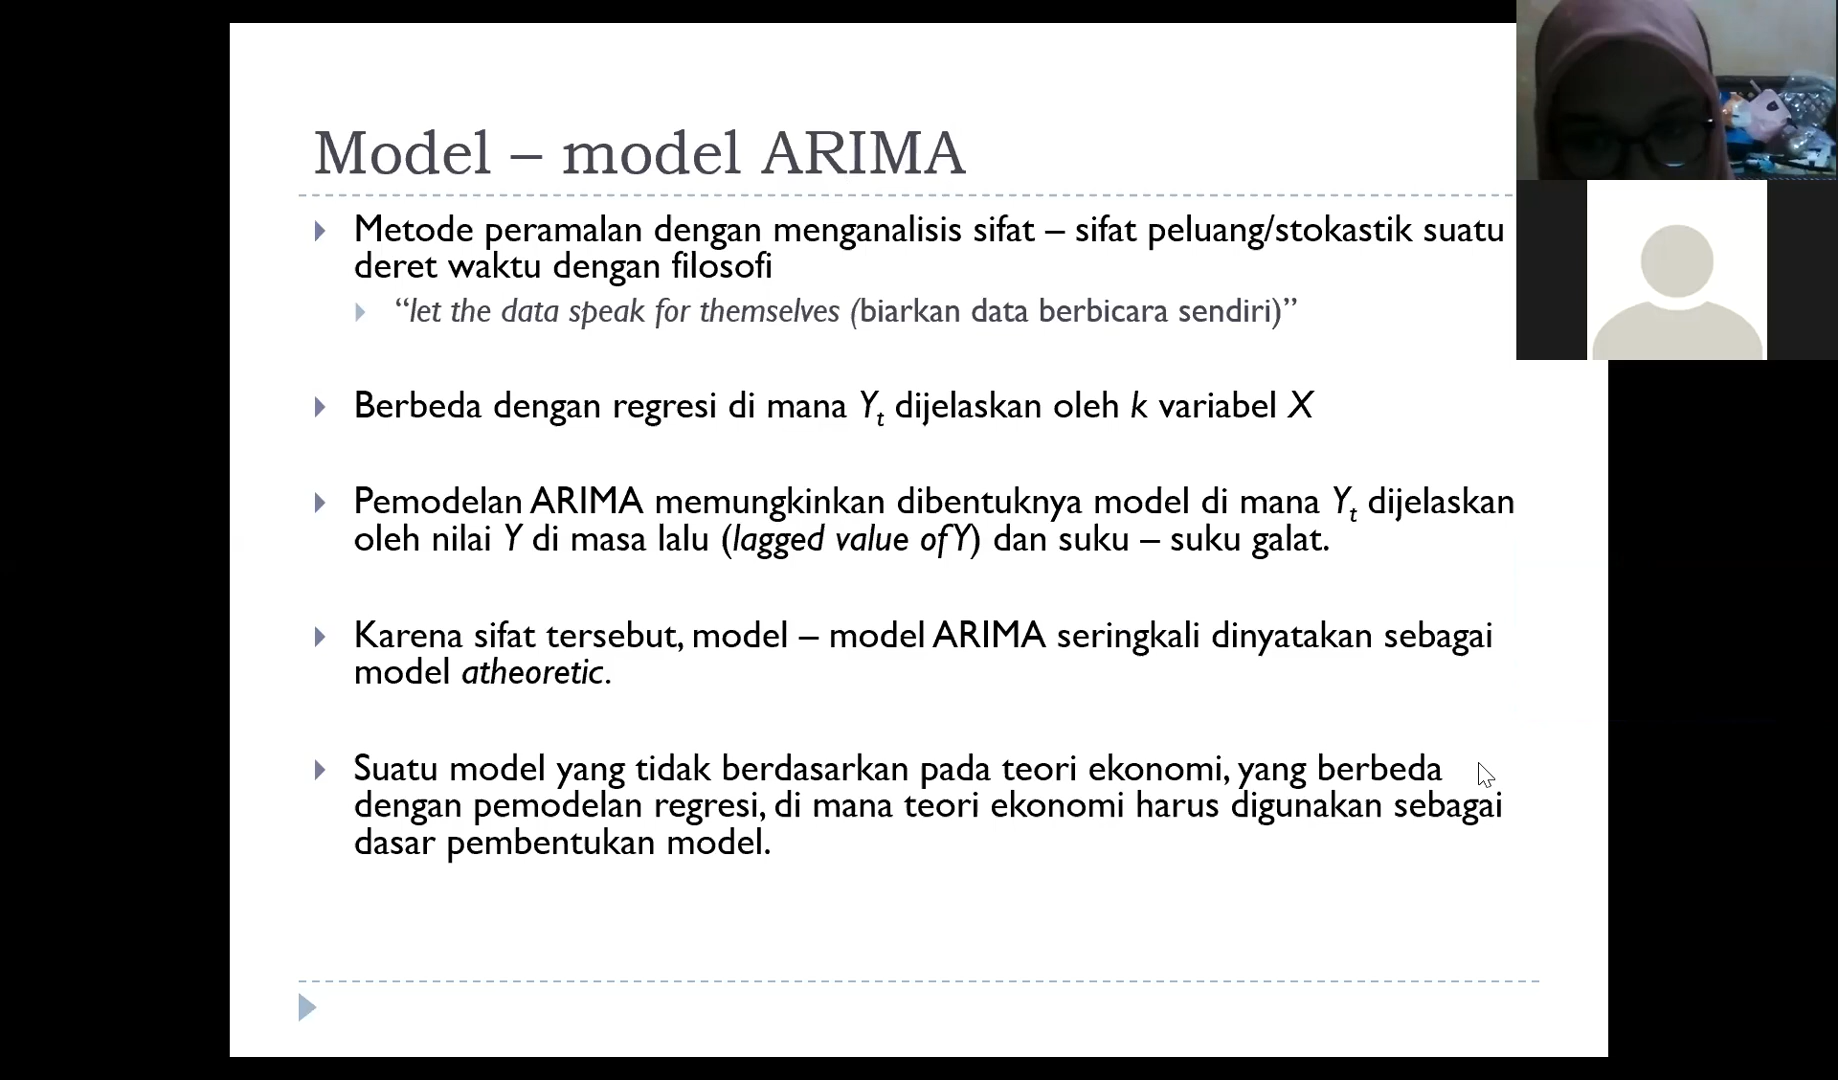 Model – model ARIMA
Metode peramalan dengan menganalisis sifat – sifat peluang/stokastik suatu
deret waktu dengan filosofi
“let the data speak for themselves (biarkan data berbicara sendiri)”
Berbeda dengan regresi di mana Yt dijelaskan oleh k variabel X
Pemodelan ARIMA memungkinkan dibentuknya model di mana Yt dijelaskan
oleh nilai Y di masa lalu (lagged value of Y) dan suku – suku galat.
Karena sifat tersebut, model – model ARIMA seringkali dinyatakan sebagai
model atheoretic.
Suatu model yang tidak berdasarkan pada teori ekonomi, yang berbeda
dengan pemodelan regresi, di mana teori ekonomi harus digunakan sebagai
dasar pembentukan model.